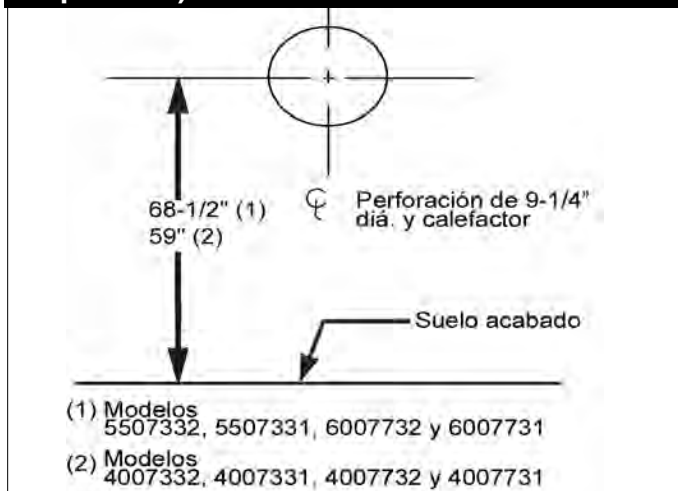 68-1/2" (1)
59" (2)
℄ Perforación de 9-1/4"
diá. y calefactor
Suelo acabado
(1) Modelos
5507332, 5507331, 6007732 y 6007731
(2) Modelos
4007332, 4007331, 4007732 y 4007731